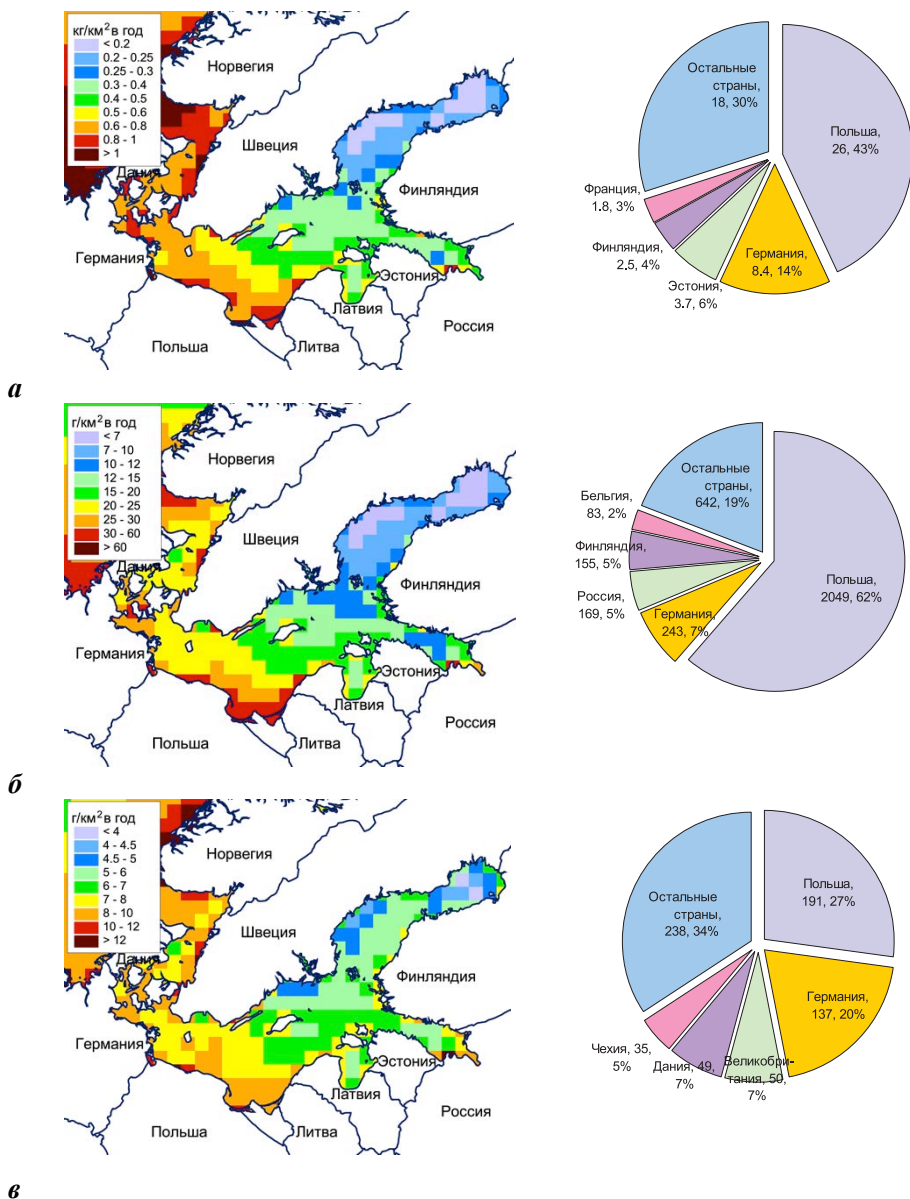 кг/км² в год
< 0.2
0.2 - 0.25
0.25 - 0.3
0.3 - 0.4
0.4 - 0.5
0.5 - 0.6
0.6 - 0.8
0.8 - 1
> 1
Норвегия
Швеция
Дания
Финляндия
Германия
Эстония
Латвия
Россия
Польша
Литва
Остальные
страны,
18, 30%
Польша,
26, 43%
Франция,
1.8, 3%
Финляндия,
2.5, 4%
Германия,
8.4, 14%
Эстония,
3.7, 6%
а
г/км² в год
< 7
7 - 10
10 - 12
12 - 15
15 - 20
20 - 25
25 - 30
30 - 60
> 60
Норвегия
Швеция
Дания
Финляндия
Германия
Эстония
Латвия
Россия
Польша
Литва
Остальные
страны,
642, 19%
Бельгия,
83, 2%
Финляндия,
155, 5%
Польша,
2049, 62%
Россия,
169, 5%
Германия,
243, 7%
б
г/км² в год
< 4
4 - 4.5
4.5 - 5
5 - 6
6 - 7
7 - 8
8 - 10
10 - 12
> 12
Норвегия
Швеция
Дания
Финляндия
Германия
Эстония
Латвия
Россия
Польша
Литва
Остальные
страны,
238, 34%
Польша,
191, 27%
Германия,
137, 20%
Чехия, 35,
5%
Дания, 49,
7%
Великобри-
тания, 50,
7%
в